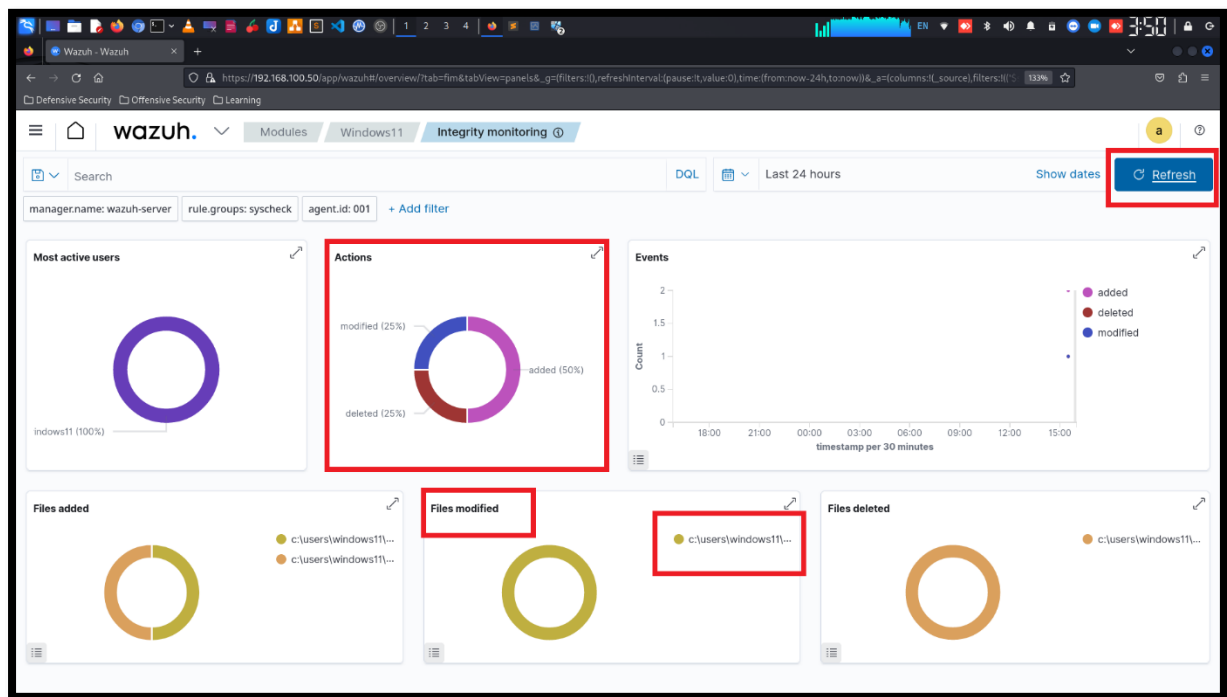 1 2 3 4
EN
3:50
Wazuh - Wazuh
https://192.168.100.50/app/wazuh#/overview/?tab=fim&tabView=panels&_g=(filters:!(),refreshInterval:(pause:!t,value:0),time:(from:now-24h,to:now))&_a=(columns:!(_source),filters:!(('$
133%
Defensive Security
Offensive Security
Learning
wazuh.
Modules
Windows11
Integrity monitoring
a
Search
DQL
Last 24 hours
Show dates
Refresh
manager.name: wazuh-server
rule.groups: syscheck
agent.id: 001
+ Add filter
Most active users
indows11 (100%)
Actions
modified (25%)
added (50%)
deleted (25%)
Events
Count
2
1.5
1
0.5
0
18:00 21:00 00:00 03:00 06:00 09:00 12:00 15:00
timestamp per 30 minutes
added
deleted
modified
Files added
c:\users\windows11\...
c:\users\windows11\...
Files modified
c:\users\windows11\...
Files deleted
c:\users\windows11\...